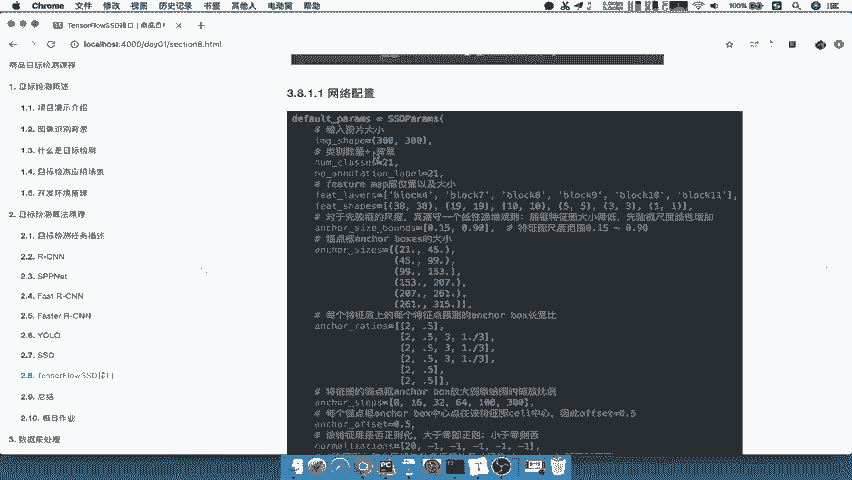 Chrome 文件 修改 视图 历史记录 书签 其他人 电动窗 帮助
100%
TensorFlowSSD接口 | 商品目标
localhost:4000/day01/section8.html
商品目标检测课程
1. 目标检测概述
1.1. 项目演示介绍
1.2. 图像识别背景
1.3. 什么是目标检测
1.4. 目标检测应用场景
1.5. 开发环境搭建
2. 目标检测算法原理
2.1. 目标检测任务描述
2.2. R-CNN
2.3. SPPNet
2.4. Fast R-CNN
2.5. Faster R-CNN
2.6. YOLO
2.7. SSD
2.8. TensorFlowSSD接口
2.9. 总结
2.10. 每日作业
3. 数据集处理
3.8.1.1 网络配置
default_params = SSDParams(
# 输入图片大小
img_shape=(300, 300),
num_classes=21,
no_annotation_label=21,
# feature map层位置以及大小
feat_layers=['block4', 'block7', 'block8', 'block9', 'block10', 'block11'],
feat_shapes=[(38, 38), (19, 19), (10, 10), (5, 5), (3, 3), (1, 1)],
# 对于先验框的尺度，其遵守一个线性递增规则：随着特征图大小降低，先验框尺度线性增加
anchor_size_bounds=[0.15, 0.90], # 特征图尺度范围0.15 ~ 0.90
# 锚点框anchor boxes的大小
anchor_sizes=[(21., 45.),
(45., 99.),
(99., 153.),
(153., 207.),
(207., 261.),
(261., 315.)],
# 每个特征层上的每个特征点预测的anchor box长宽比
anchor_ratios=[[2, .5],
[2, .5, 3, 1./3],
[2, .5, 3, 1./3],
[2, .5, 3, 1./3],
[2, .5],
[2, .5]],
# 特征图的锚点框anchor box放大到原始图的缩放比例
anchor_steps=[8, 16, 32, 64, 100, 300],
# 每个锚点框anchor box中心点在该特征图cell中心，因此offset=0.5
anchor_offset=0.5,
# 该特征层是否正则化，大于零即正则；小于零则否
normalizations=[20, -1, -1, -1, -1, -1],